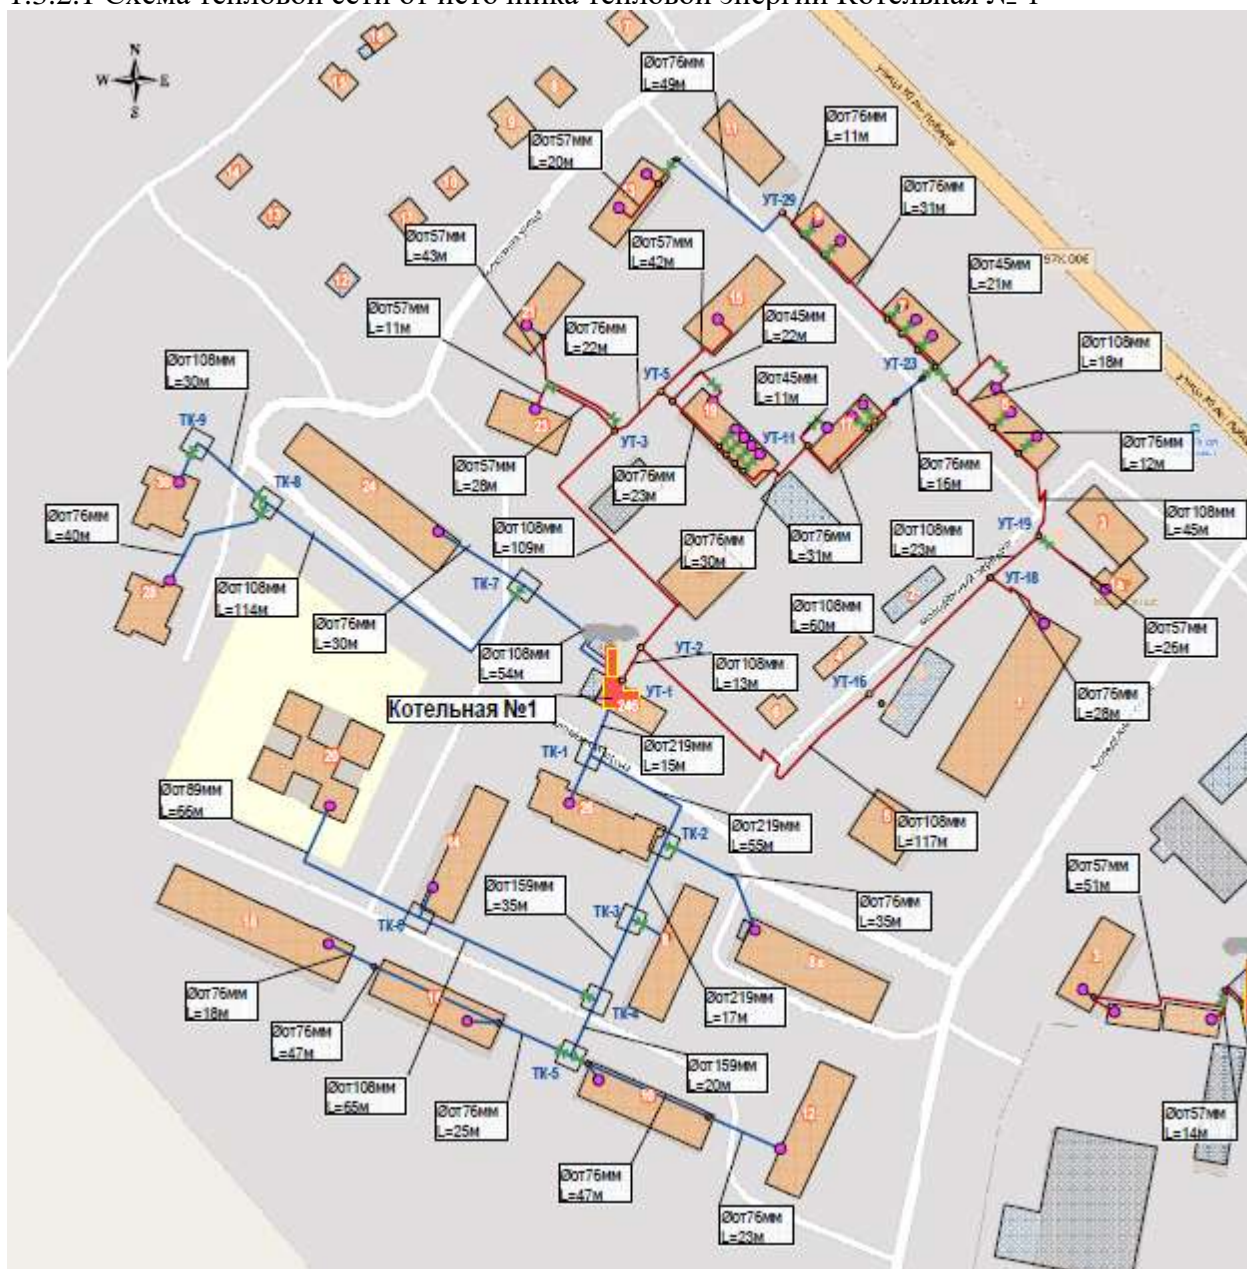 1.3.2.1 Схема тепловой сети от источника тепловой энергии Котельная № 1
N
W
E
S
Øот76мм
L=49м
Øот76мм
L=11м
Øот57мм
L=20м
Øот76мм
L=31м
УТ-29
Øот57мм
L=43м
Øот57мм
L=42м
Øот45мм
L=21м
97К.006
Øот57мм
L=11м
Øот76мм
L=22м
Øот45мм
L=22м
Øот108мм
L=18м
Øот108мм
L=30м
УТ-5
Øот45мм
L=11м
УТ-23
ТК-9
УТ-3
УТ-11
Øот76мм
L=12м
Øот57мм
L=28м
Øот76мм
L=23м
Øот76мм
L=16м
ТК-8
24
Øот76мм
L=40м
Øот108мм
L=109м
Øот76мм
L=30м
Øот76мм
L=31м
Øот108мм
L=23м
УТ-19
Øот108мм
L=45м
Øот108мм
L=114м
Øот76мм
L=30м
ТК-7
УТ-18
Øот108мм
L=60м
Øот108мм
L=54м
УТ-2
Øот108мм
L=13м
Øот57мм
L=26м
УТ-1
УТ-16
Øот76мм
L=28м
Котельная №1
ТК-1
Øот219мм
L=15м
Øот89мм
L=66м
Øот219мм
L=55м
ТК-2
Øот108мм
L=117м
Øот57мм
L=51м
Øот159мм
L=35м
Øот76мм
L=35м
ТК-3
ТК-6
Øот76мм
L=18м
Øот219мм
L=17м
ТК-4
Øот76мм
L=47м
Øот108мм
L=65м
ТК-5
Øот159мм
L=20м
Øот76мм
L=25м
Øот57мм
L=14м
Øот76мм
L=47м
Øот76мм
L=23м